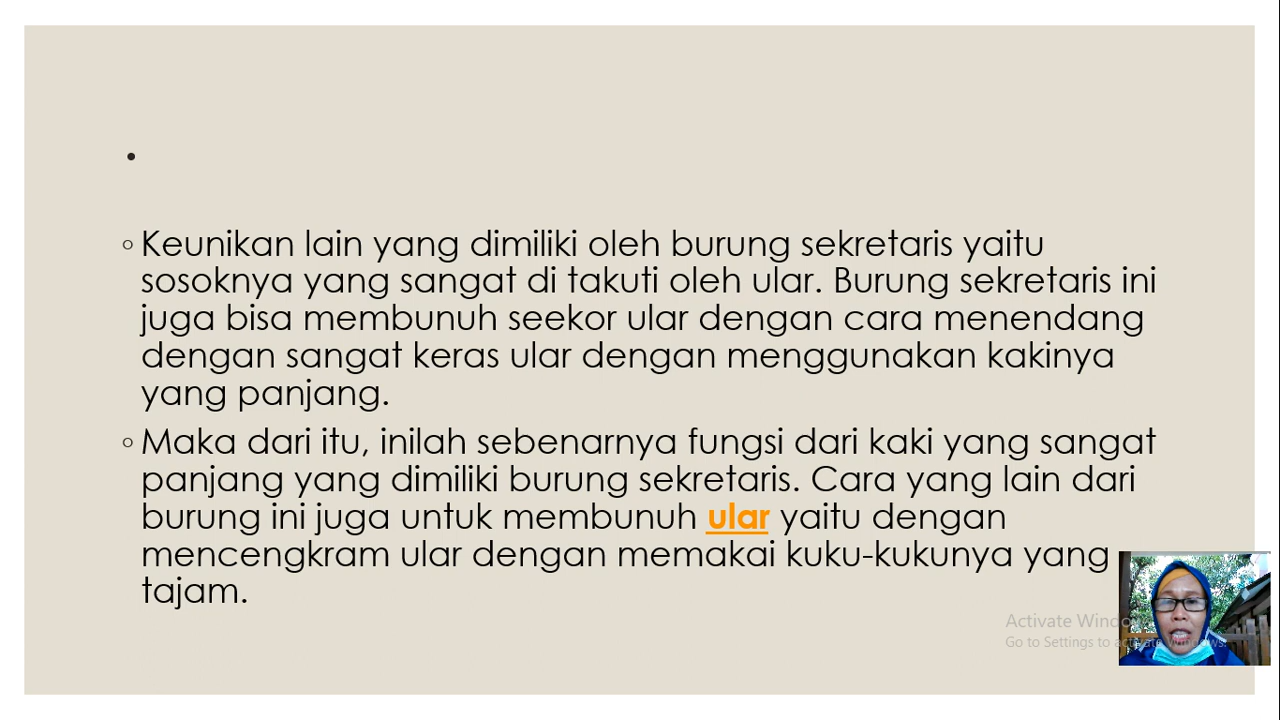 Keunikan lain yang dimiliki oleh burung sekretaris yaitu
sosoknya yang sangat di takuti oleh ular. Burung sekretaris ini
juga bisa membunuh seekor ular dengan cara menendang
dengan sangat keras ular dengan menggunakan kakinya
yang panjang.
Maka dari itu, inilah sebenarnya fungsi dari kaki yang sangat
panjang yang dimiliki burung sekretaris. Cara yang lain dari
burung ini juga untuk membunuh ular yaitu dengan
mencengkram ular dengan memakai kuku-kukunya yang
tajam.
Activate Windows
Go to Settings to activate Windows.